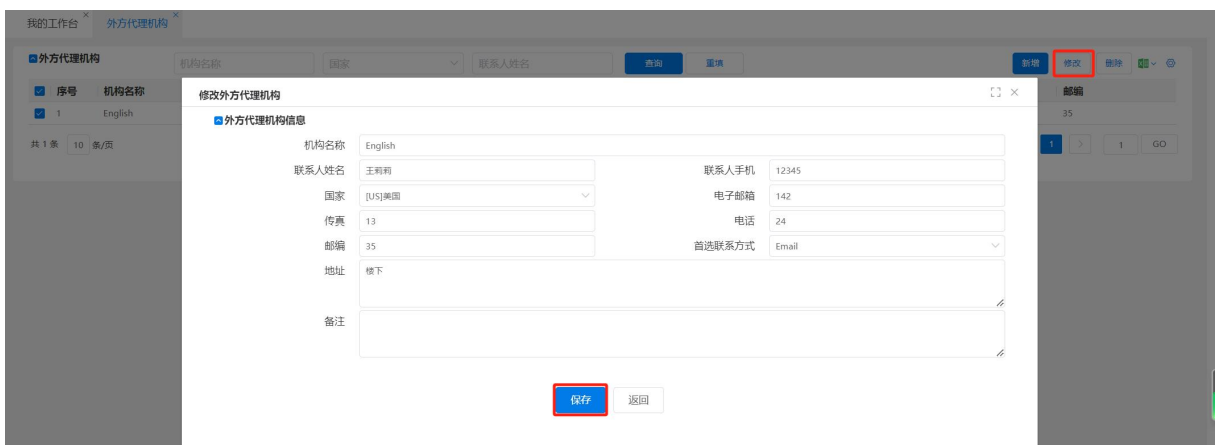 我的工作台 外方代理机构
外方代理机构 机构名称 国家 联系人姓名 查询 重填 新增 修改 删除
序号 机构名称 邮编
1 English 35
共 1 条 10 条/页 1 1 GO
修改外方代理机构
外方代理机构信息
机构名称 English
联系人姓名 王莉莉 联系人手机 12345
国家 [US]美国 电子邮箱 142
传真 13 电话 24
邮编 35 首选联系方式 Email
地址 楼下
备注
保存 返回